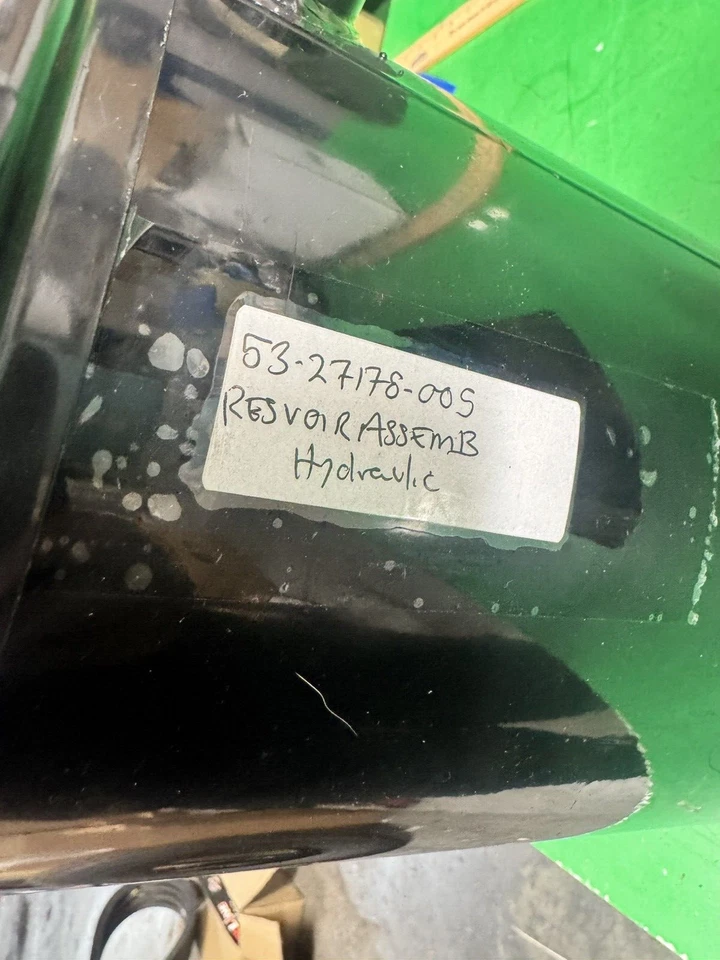 53-27178-005
RESVOIR ASSEMB
Hydraulic